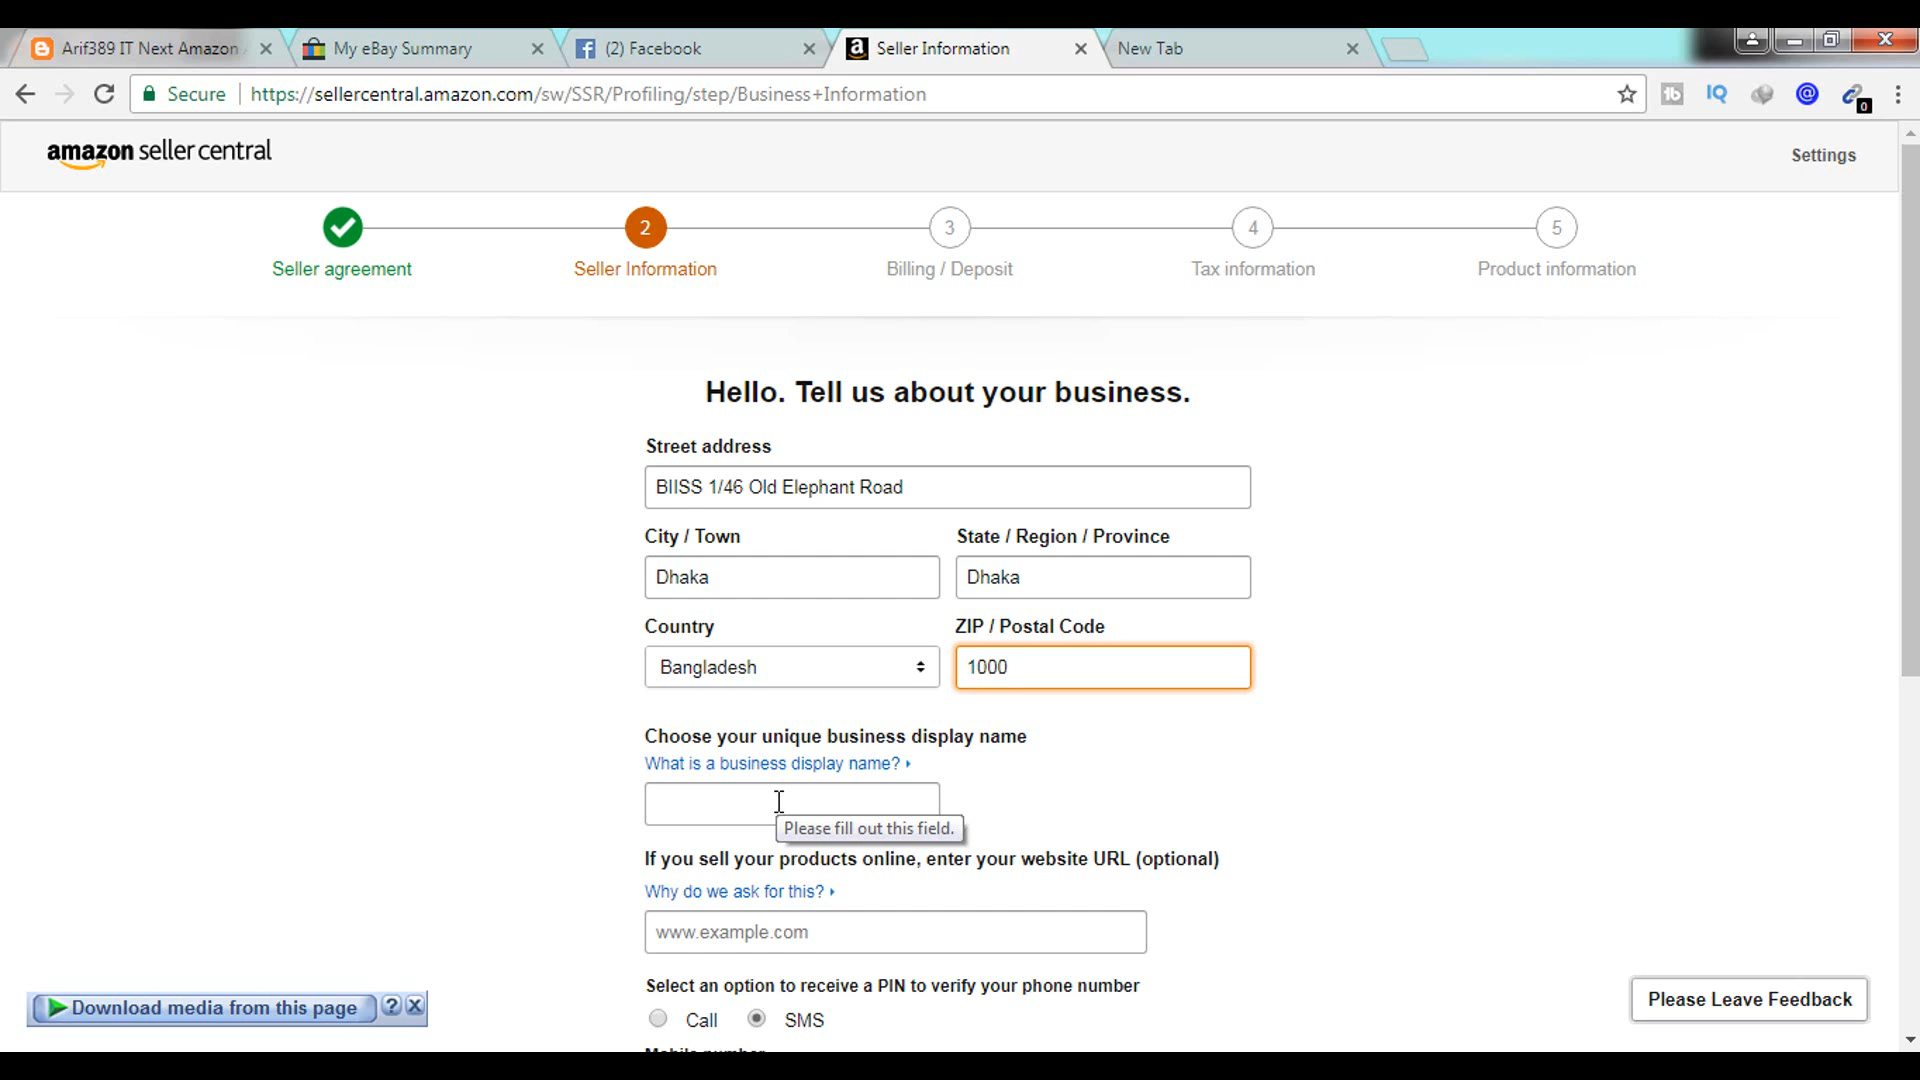 Arif389 IT Next Amazon
My eBay Summary
(2) Facebook
Seller Information
New Tab
Secure
https://sellercentral.amazon.com/sw/SSR/Profiling/step/Business+Information
1b
IQ
@
0
amazon seller central
Settings
2
3
4
5
Seller agreement
Seller Information
Billing / Deposit
Tax information
Product information
Hello. Tell us about your business.
Street address
BIISS 1/46 Old Elephant Road
City / Town
State / Region / Province
Dhaka
Dhaka
Country
ZIP / Postal Code
Bangladesh
1000
Choose your unique business display name
What is a business display name?
Please fill out this field.
If you sell your products online, enter your website URL (optional)
Why do we ask for this?
www.example.com
Select an option to receive a PIN to verify your phone number
Call
SMS
Mobile number
Download media from this page
?
Please Leave Feedback